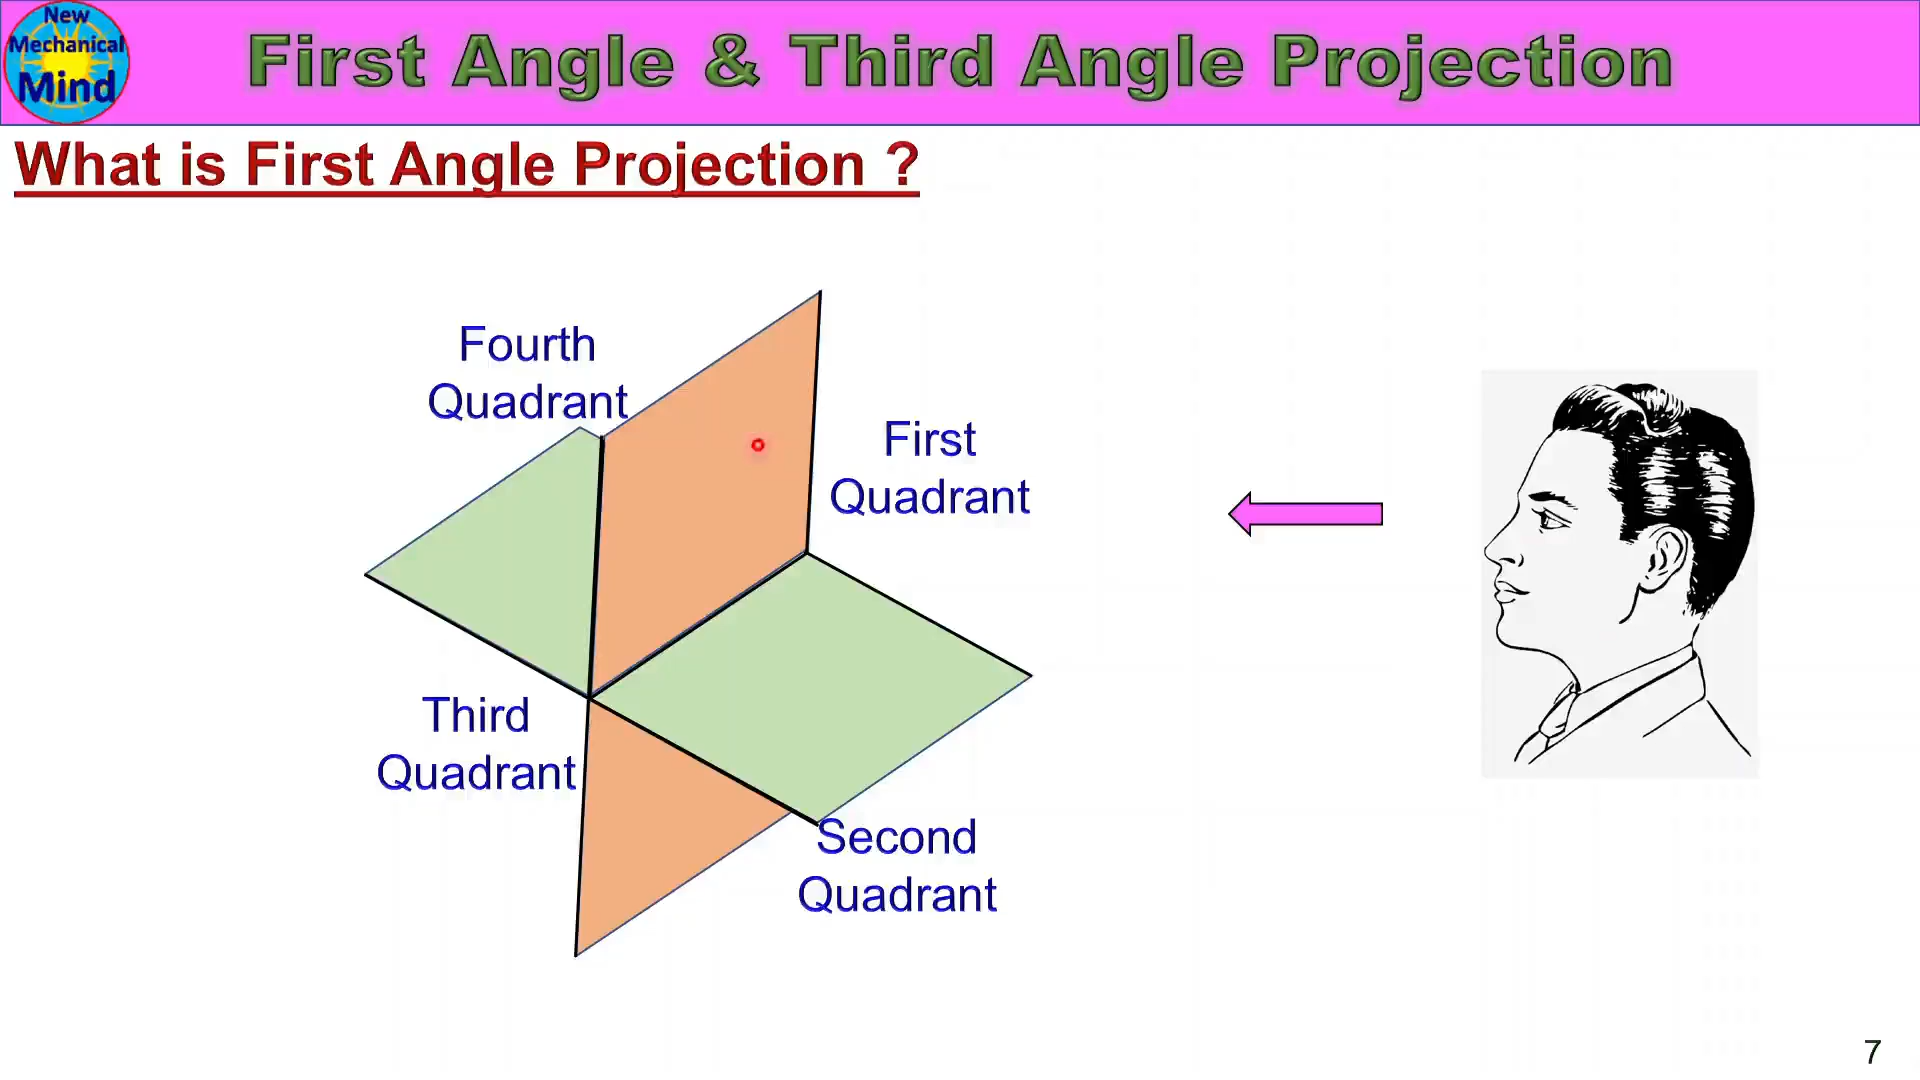 New
Mechanical
Mind
First Angle & Third Angle Projection
What is First Angle Projection ?
Fourth
Quadrant
First
Quadrant
Third
Quadrant
Second
Quadrant
7